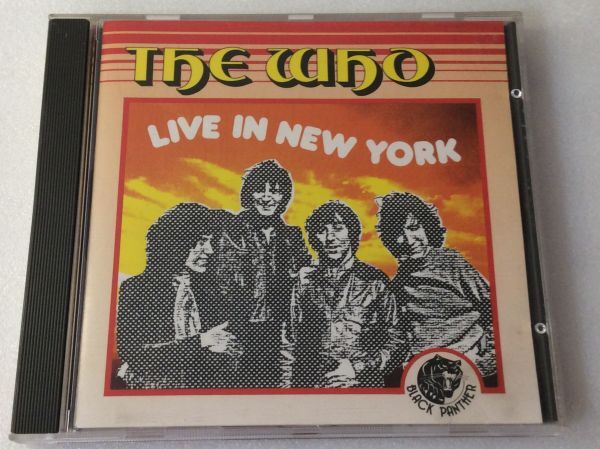 THE WHO
LIVE IN NEW YORK
BLACK PANTHER